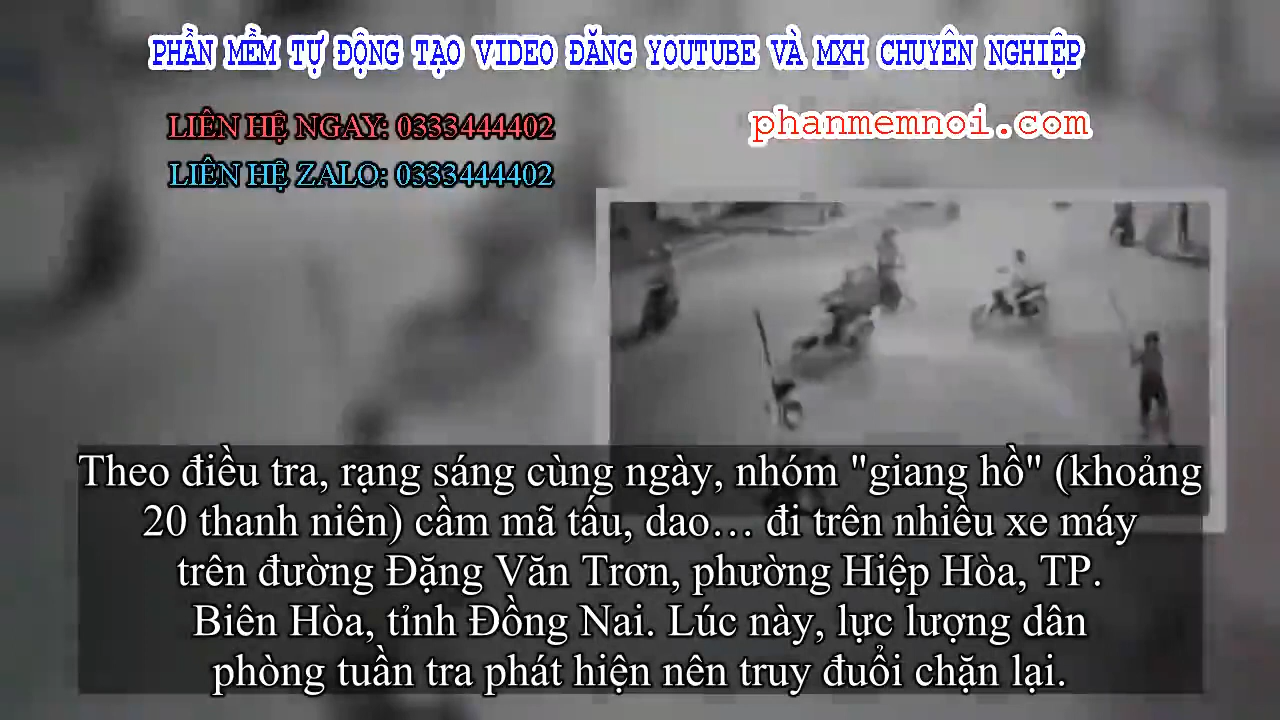 PHẦN MỀM TỰ ĐỘNG TẠO VIDEO ĐĂNG YOUTUBE VÀ MXH CHUYÊN NGHIỆP
LIÊN HỆ NGAY: 0333444402
phanmemnoi.com
LIÊN HỆ ZALO: 0333444402
Theo điều tra, rạng sáng cùng ngày, nhóm "giang hồ" (khoảng
20 thanh niên) cầm mã tấu, dao… đi trên nhiều xe máy
trên đường Đặng Văn Trơn, phường Hiệp Hòa, TP.
Biên Hòa, tỉnh Đồng Nai. Lúc này, lực lượng dân
phòng tuần tra phát hiện nên truy đuổi chặn lại.